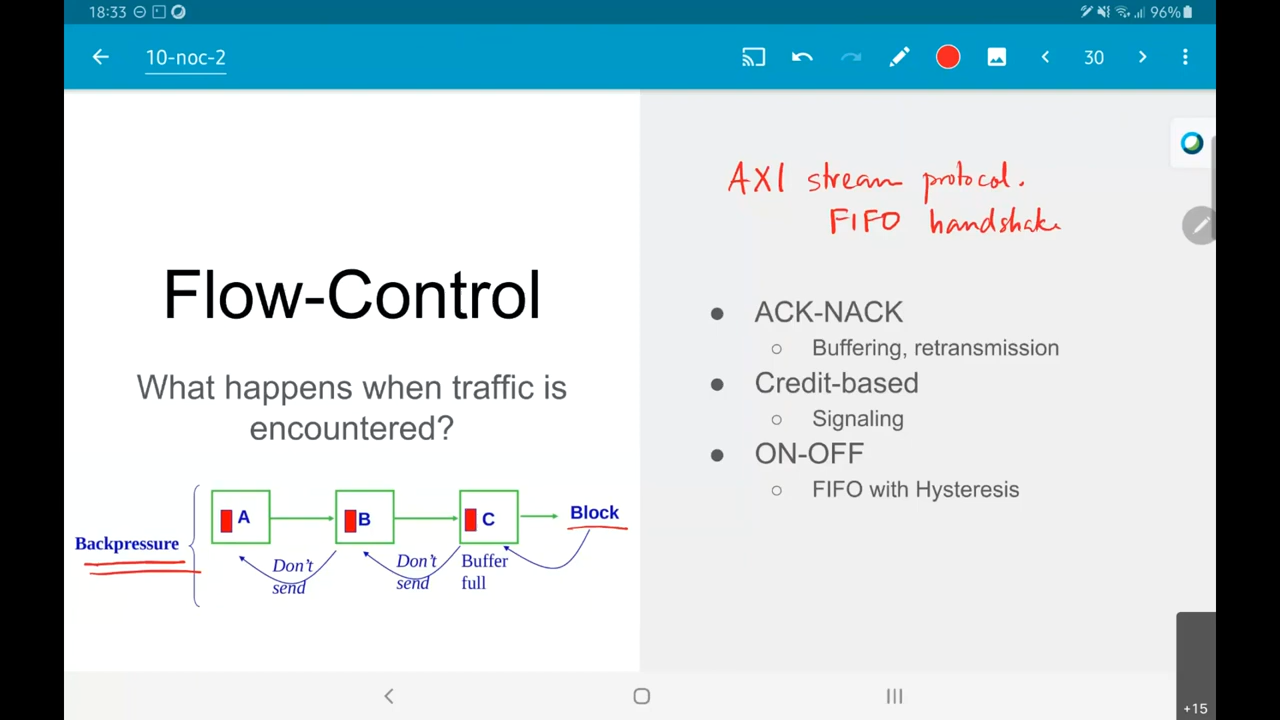 18:33
96%
10-noc-2
30
Flow-Control
What happens when traffic is
encountered?
Backpressure
A
B
C
Block
Don't
send
Don't
send
Buffer
full
AXI stream protocol.
FIFO handshake
● ACK-NACK
○ Buffering, retransmission
● Credit-based
○ Signaling
● ON-OFF
○ FIFO with Hysteresis
+15